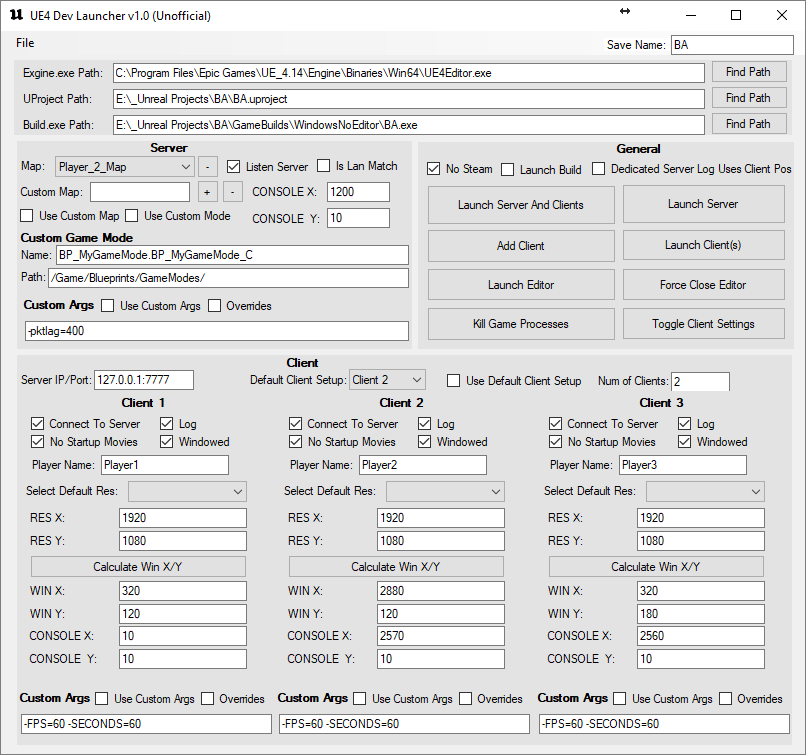 UE4 Dev Launcher v1.0 (Unofficial)
File
Save Name: BA
Exgine.exe Path: C:\Program Files\Epic Games\UE_4.14\Engine\Binaries\Win64\UE4Editor.exe Find Path
UProject Path: E:\_Unreal Projects\BA\BA.uproject Find Path
Build.exe Path: E:\_Unreal Projects\BA\GameBuilds\WindowsNoEditor\BA.exe Find Path
Server
Map: Player_2_Map - Listen Server Is Lan Match
Custom Map: + - CONSOLE X: 1200
Use Custom Map Use Custom Mode CONSOLE Y: 10
Custom Game Mode
Name: BP_MyGameMode.BP_MyGameMode_C
Path: /Game/Blueprints/GameModes/
Custom Args Use Custom Args Overrides
-pktlag=400
General
No Steam Launch Build Dedicated Server Log Uses Client Pos
Launch Server And Clients Launch Server
Add Client Launch Client(s)
Launch Editor Force Close Editor
Kill Game Processes Toggle Client Settings
Client
Server IP/Port: 127.0.0.1:7777 Default Client Setup: Client 2 Use Default Client Setup Num of Clients: 2
Client 1
Connect To Server Log
No Startup Movies Windowed
Player Name: Player1
Select Default Res:
RES X: 1920
RES Y: 1080
Calculate Win X/Y
WIN X: 320
WIN Y: 120
CONSOLE X: 10
CONSOLE Y: 10
Custom Args Use Custom Args Overrides
-FPS=60 -SECONDS=60
Client 2
Connect To Server Log
No Startup Movies Windowed
Player Name: Player2
Select Default Res:
RES X: 1920
RES Y: 1080
Calculate Win X/Y
WIN X: 2880
WIN Y: 120
CONSOLE X: 2570
CONSOLE Y: 10
Custom Args Use Custom Args Overrides
-FPS=60 -SECONDS=60
Client 3
Connect To Server Log
No Startup Movies Windowed
Player Name: Player3
Select Default Res:
RES X: 1920
RES Y: 1080
Calculate Win X/Y
WIN X: 320
WIN Y: 180
CONSOLE X: 2560
CONSOLE Y: 10
Custom Args Use Custom Args Overrides
-FPS=60 -SECONDS=60